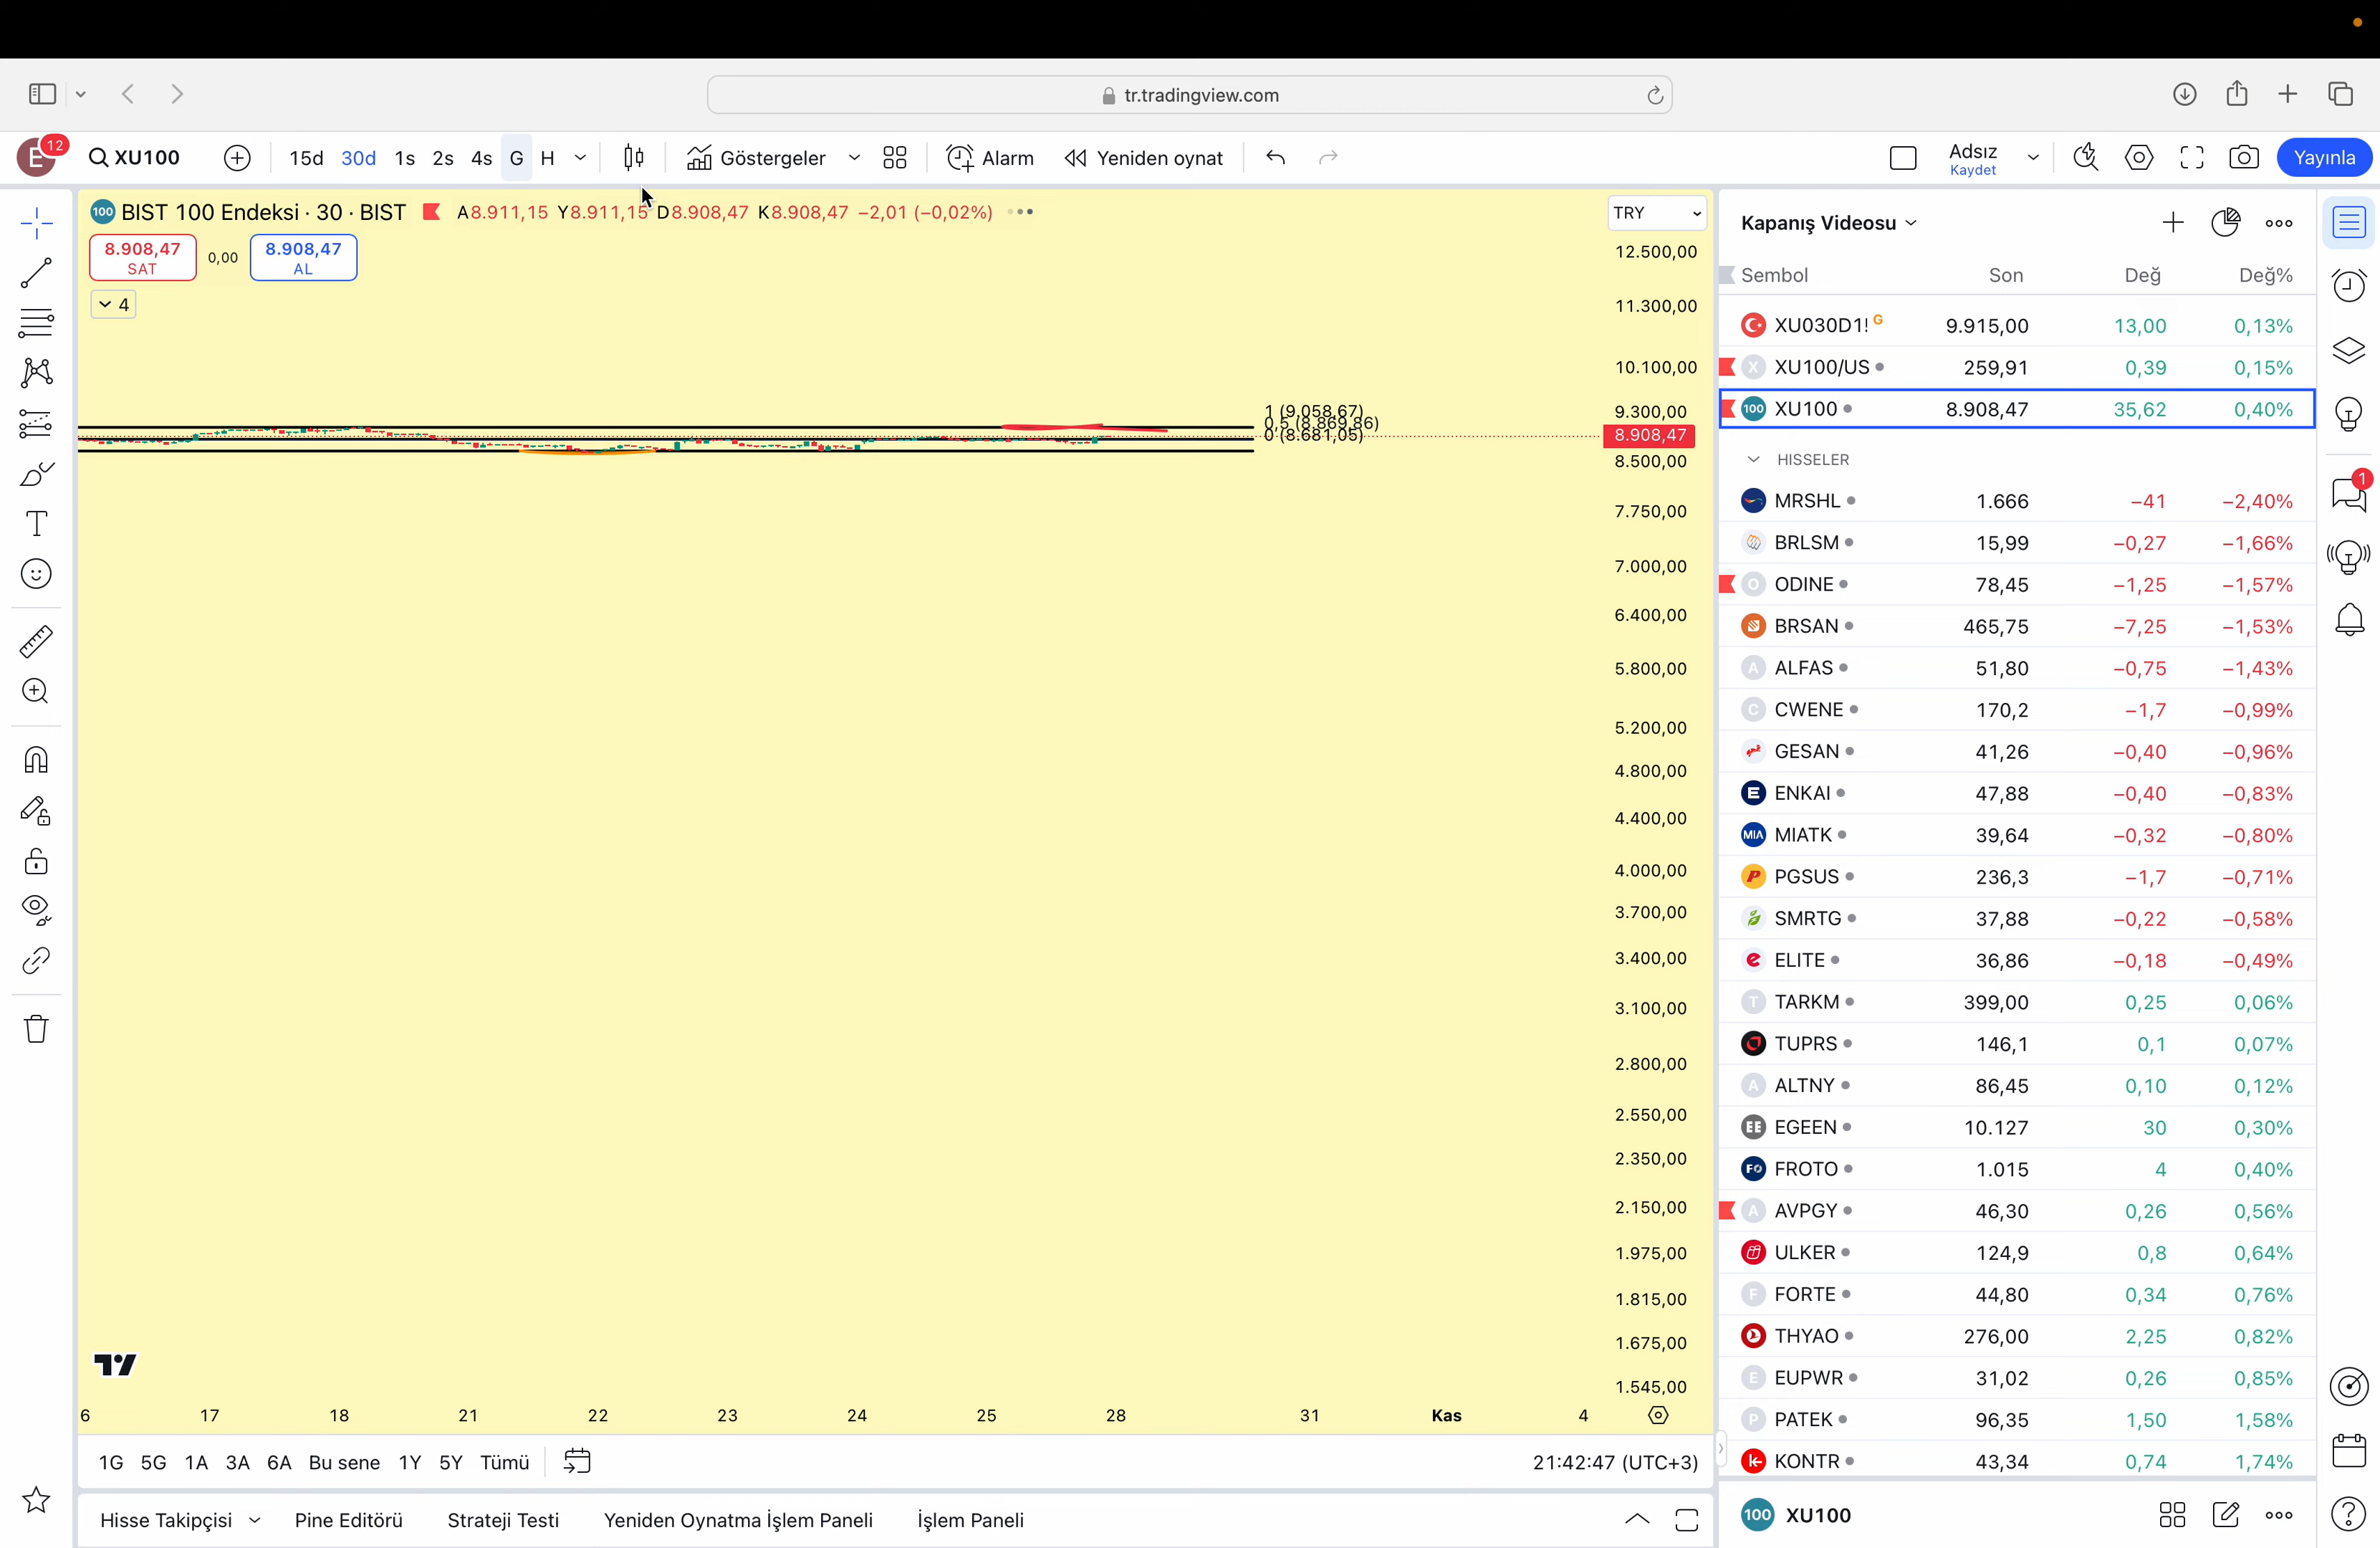 tr.tradingview.com
E 12 XU100 15d 30d 1s 2s 4s G H Göstergeler Alarm Yeniden oynat Adsız Kaydet Yayınla
100 BIST 100 Endeksi · 30 · BIST A8.911,15 Y8.911,15 D8.908,47 K8.908,47 −2,01 (−0,02%)
8.908,47 SAT 0,00 8.908,47 AL
4
TRY
12.500,00
11.300,00
10.100,00
9.300,00
8.908,47
8.500,00
7.750,00
7.000,00
6.400,00
5.800,00
5.200,00
4.800,00
4.400,00
4.000,00
3.700,00
3.400,00
3.100,00
2.800,00
2.550,00
2.350,00
2.150,00
1.975,00
1.815,00
1.675,00
1.545,00
1 (9.058,67)
0,5 (8.869,86)
0 (8.681,05)
6 17 18 21 22 23 24 25 28 31 Kas 4
1G 5G 1A 3A 6A Bu sene 1Y 5Y Tümü 21:42:47 (UTC+3)
Hisse Takipçisi Pine Editörü Strateji Testi Yeniden Oynatma İşlem Paneli İşlem Paneli
Kapanış Videosu
Sembol Son Değ Değ%
XU030D1! G 9.915,00 13,00 0,13%
X XU100/US 259,91 0,39 0,15%
100 XU100 8.908,47 35,62 0,40%
HISSELER
MRSHL 1.666 −41 −2,40%
BRLSM 15,99 −0,27 −1,66%
O ODINE 78,45 −1,25 −1,57%
BRSAN 465,75 −7,25 −1,53%
A ALFAS 51,80 −0,75 −1,43%
C CWENE 170,2 −1,7 −0,99%
GESAN 41,26 −0,40 −0,96%
E ENKAI 47,88 −0,40 −0,83%
MIA MIATK 39,64 −0,32 −0,80%
P PGSUS 236,3 −1,7 −0,71%
SMRTG 37,88 −0,22 −0,58%
e ELITE 36,86 −0,18 −0,49%
T TARKM 399,00 0,25 0,06%
TUPRS 146,1 0,1 0,07%
A ALTNY 86,45 0,10 0,12%
EE EGEEN 10.127 30 0,30%
FO FROTO 1.015 4 0,40%
A AVPGY 46,30 0,26 0,56%
ULKER 124,9 0,8 0,64%
F FORTE 44,80 0,34 0,76%
THYAO 276,00 2,25 0,82%
E EUPWR 31,02 0,26 0,85%
P PATEK 96,35 1,50 1,58%
KONTR 43,34 0,74 1,74%
100 XU100
1